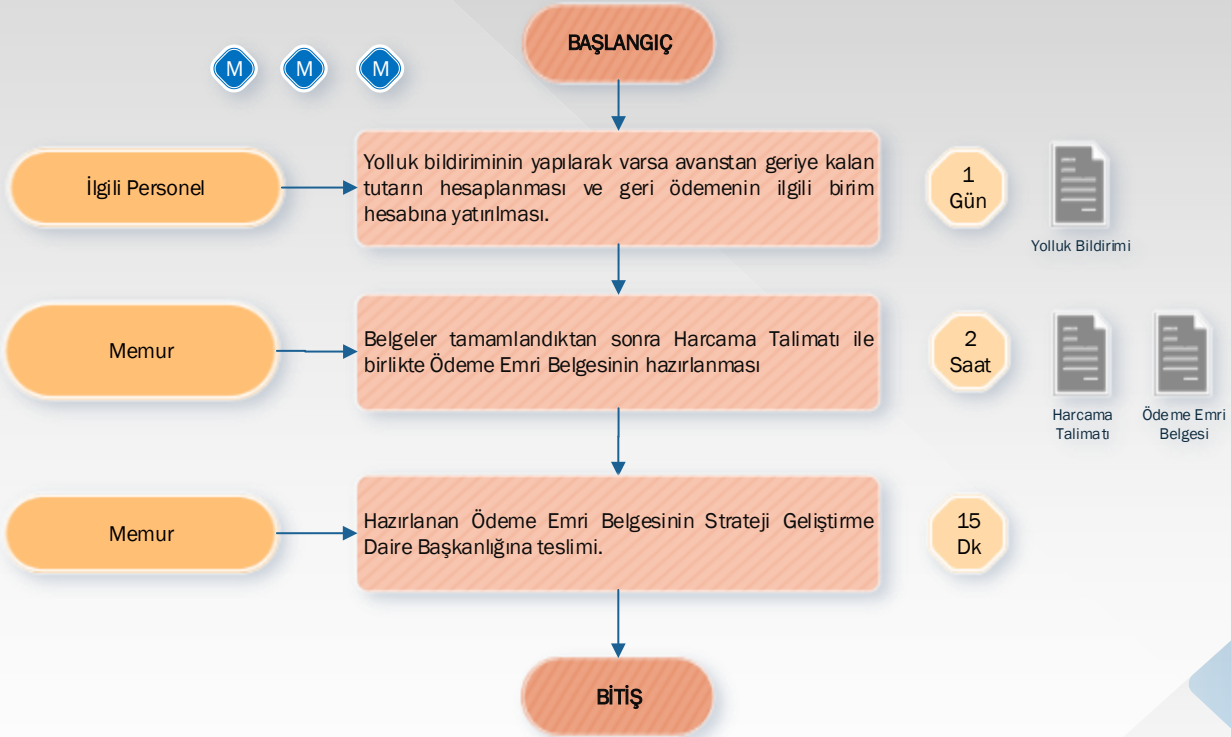 BAŞLANGIÇ
M M M
İlgili Personel
Yolluk bildiriminin yapılarak varsa avanstan geriye kalan
tutarın hesaplanması ve geri ödemenin ilgili birim
hesabına yatırılması.
1
Gün
Yolluk Bildirimi
Memur
Belgeler tamamlandıktan sonra Harcama Talimatı ile
birlikte Ödeme Emri Belgesinin hazırlanması
2
Saat
Harcama
Talimatı
Ödeme Emri
Belgesi
Memur
Hazırlanan Ödeme Emri Belgesinin Strateji Geliştirme
Daire Başkanlığına teslimi.
15
Dk
BİTİŞ